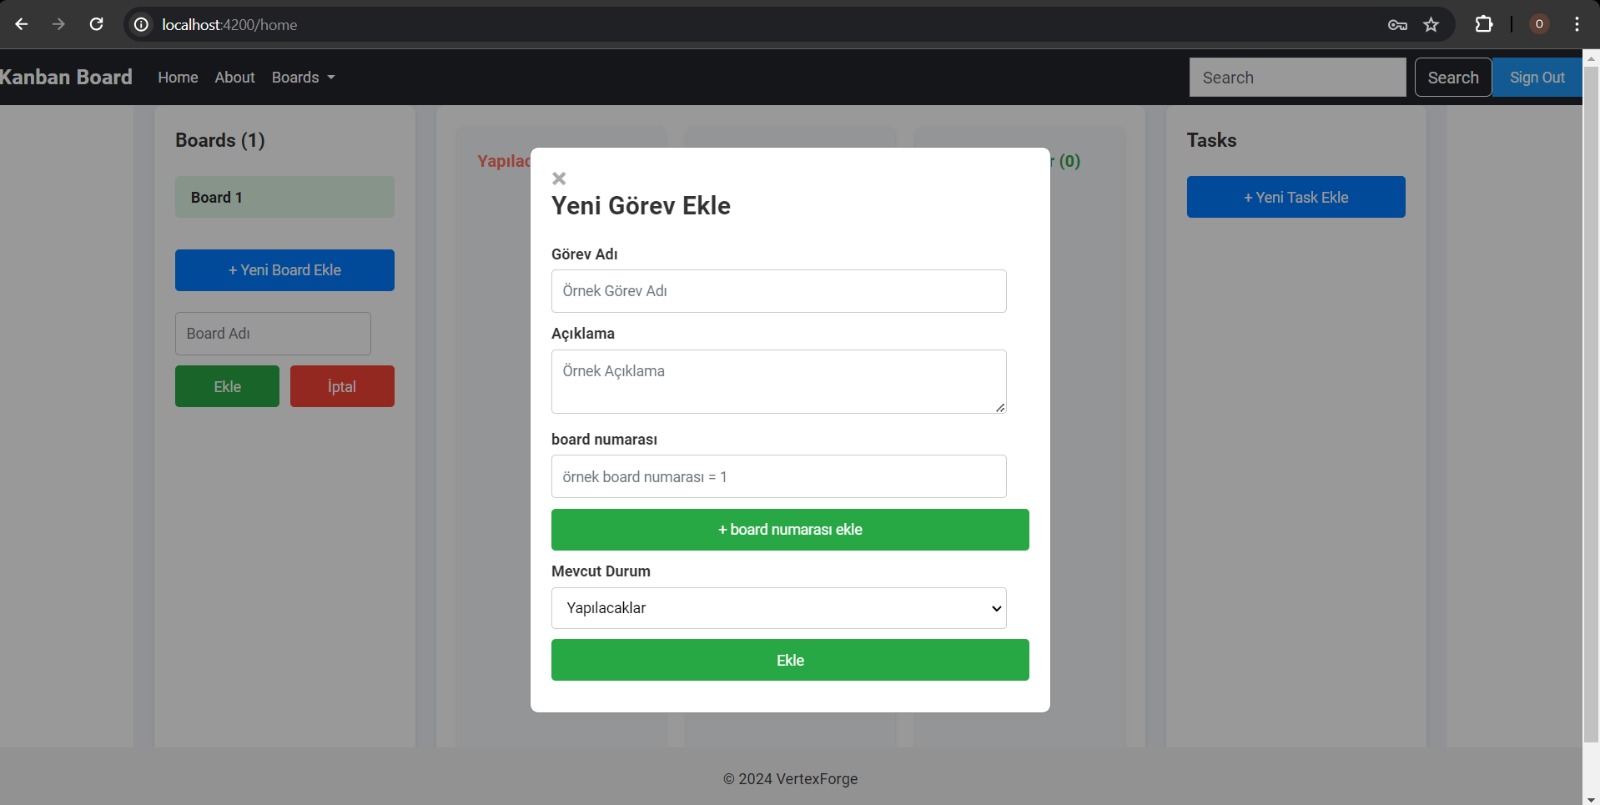 localhost:4200/home
O
Kanban Board
Home
About
Boards
Search
Search
Sign Out
Boards (1)
Board 1
+ Yeni Board Ekle
Board Adı
Ekle
İptal
(0)
Tasks
+ Yeni Task Ekle
Yeni Görev Ekle
Görev Adı
Örnek Görev Adı
Açıklama
Örnek Açıklama
board numarası
örnek board numarası = 1
+ board numarası ekle
Mevcut Durum
Yapılacaklar
Ekle
© 2024 VertexForge